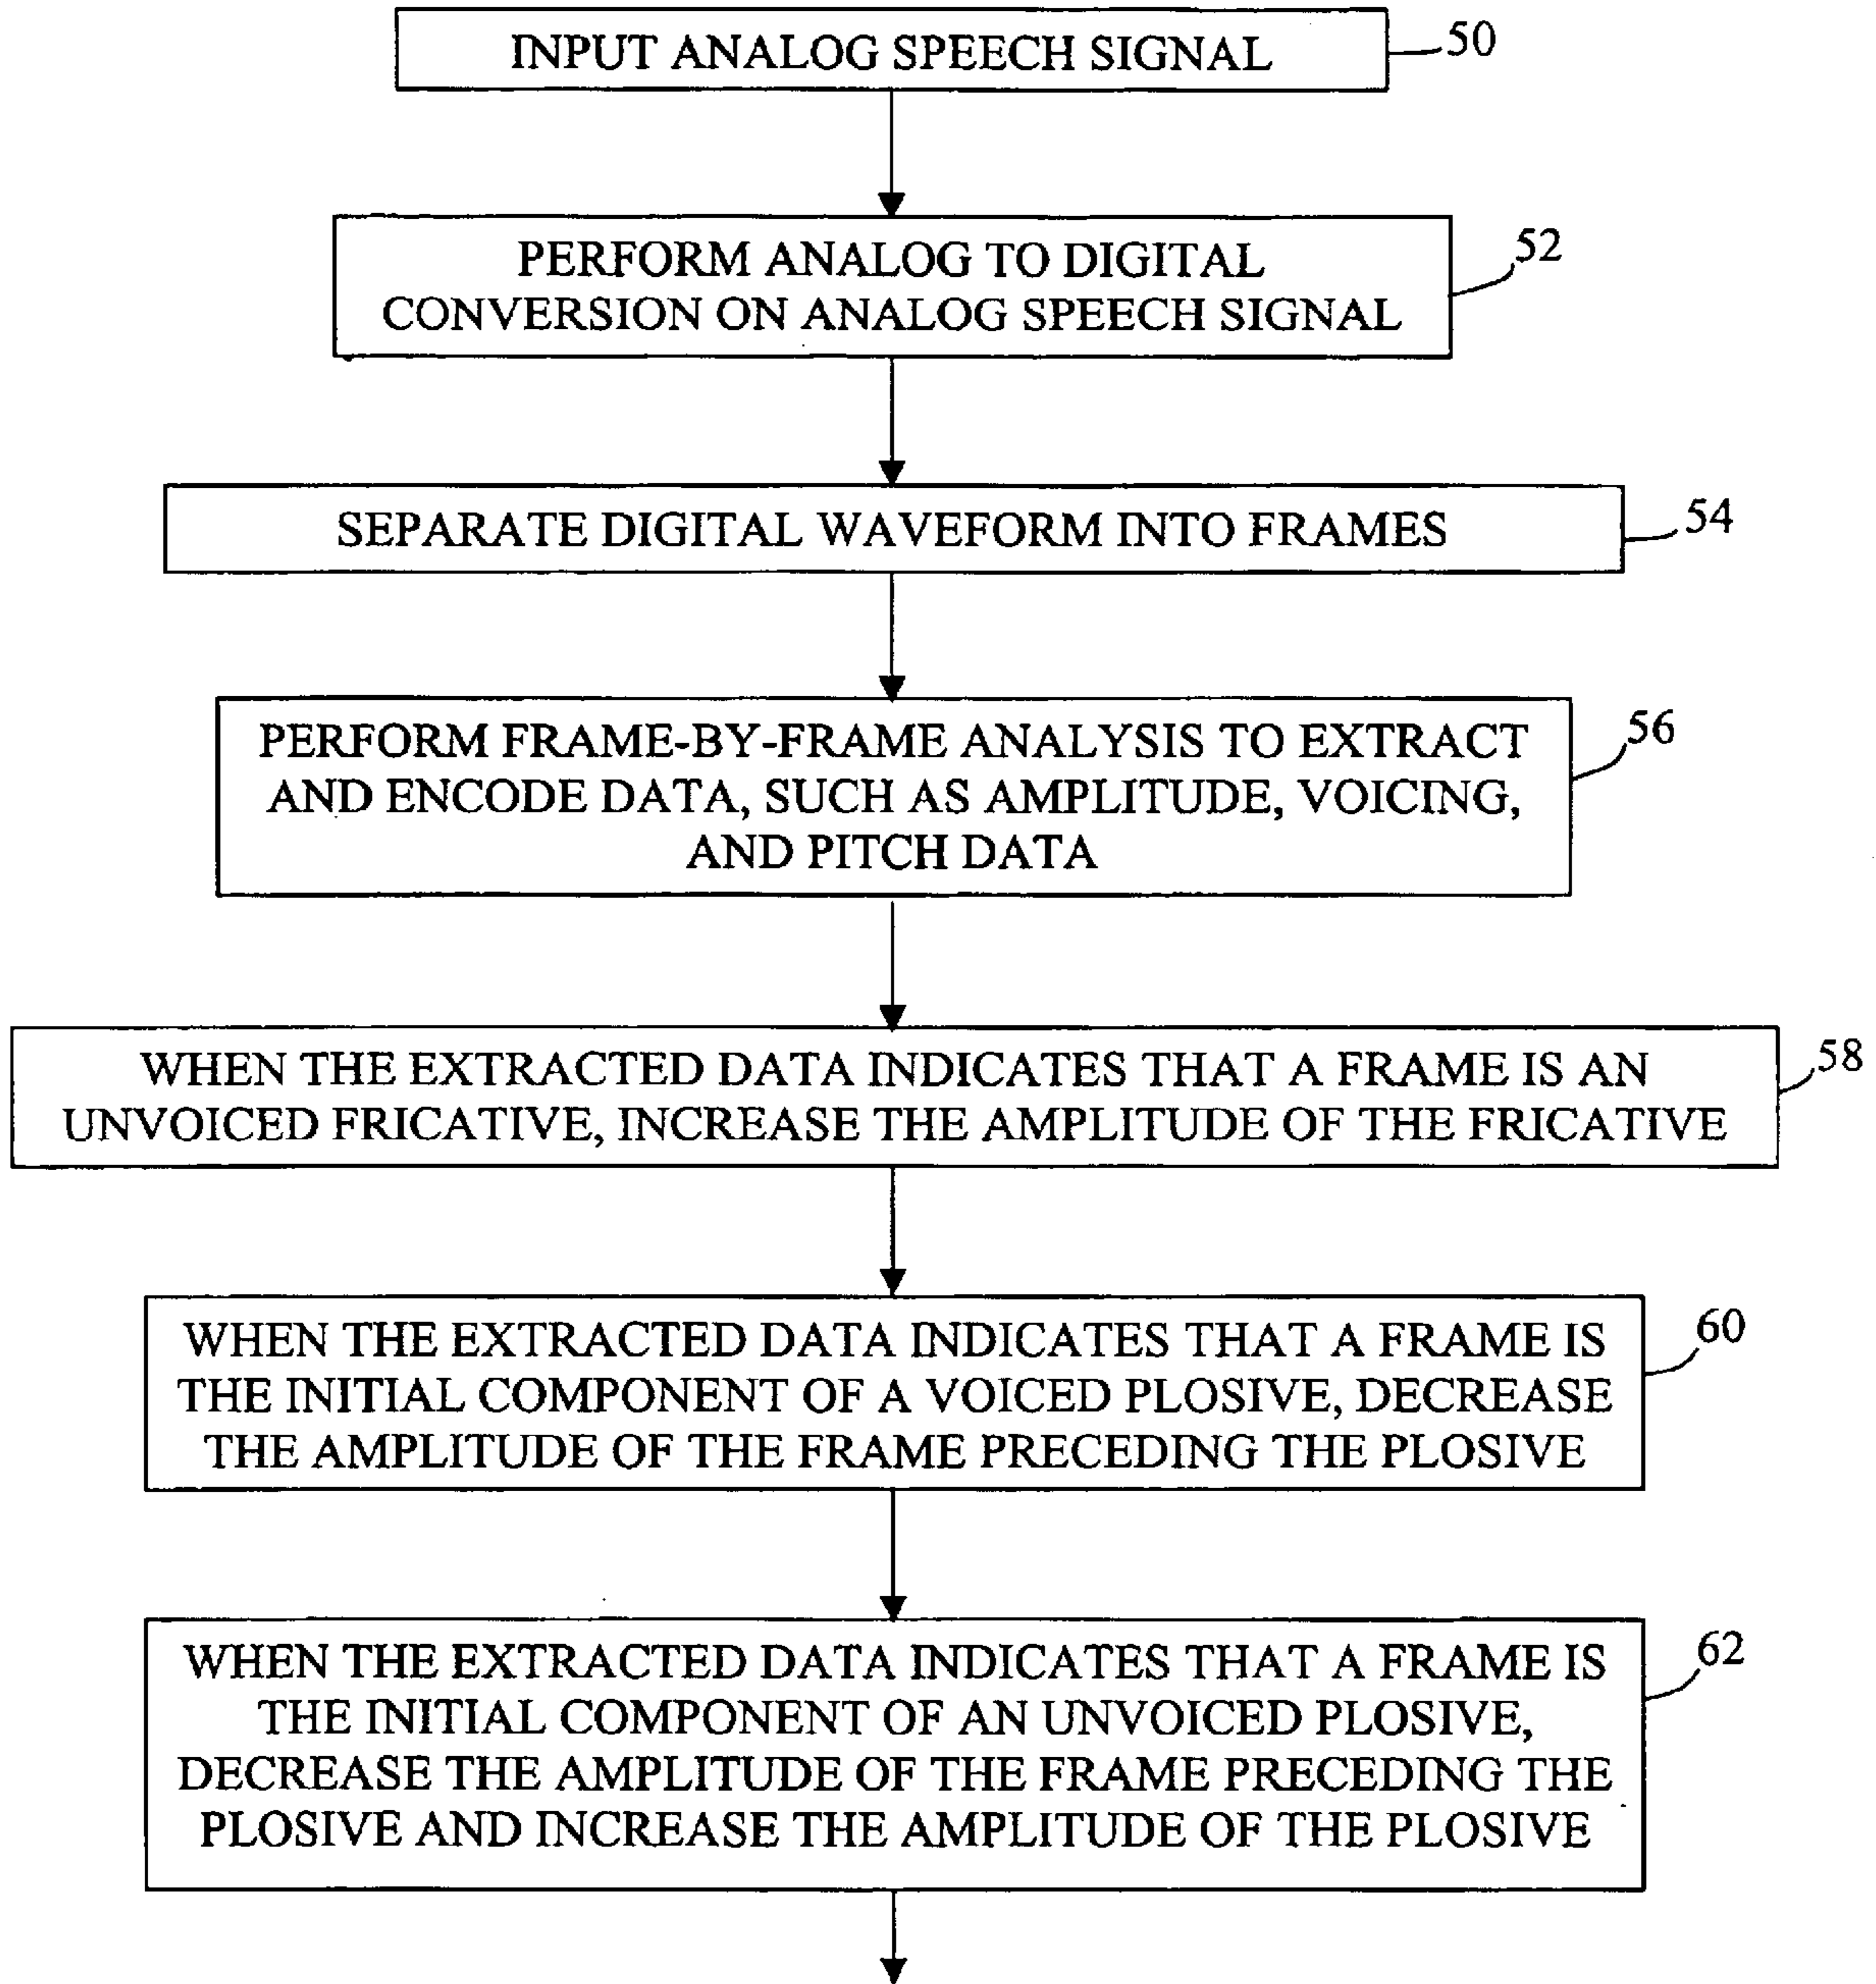 INPUT ANALOG SPEECH SIGNAL
50
PERFORM ANALOG TO DIGITAL
CONVERSION ON ANALOG SPEECH SIGNAL
52
SEPARATE DIGITAL WAVEFORM INTO FRAMES
54
PERFORM FRAME-BY-FRAME ANALYSIS TO EXTRACT
AND ENCODE DATA, SUCH AS AMPLITUDE, VOICING,
AND PITCH DATA
56
WHEN THE EXTRACTED DATA INDICATES THAT A FRAME IS AN
UNVOICED FRICATIVE, INCREASE THE AMPLITUDE OF THE FRICATIVE
58
WHEN THE EXTRACTED DATA INDICATES THAT A FRAME IS
THE INITIAL COMPONENT OF A VOICED PLOSIVE, DECREASE
THE AMPLITUDE OF THE FRAME PRECEDING THE PLOSIVE
60
WHEN THE EXTRACTED DATA INDICATES THAT A FRAME IS
THE INITIAL COMPONENT OF AN UNVOICED PLOSIVE,
DECREASE THE AMPLITUDE OF THE FRAME PRECEDING THE
PLOSIVE AND INCREASE THE AMPLITUDE OF THE PLOSIVE
62